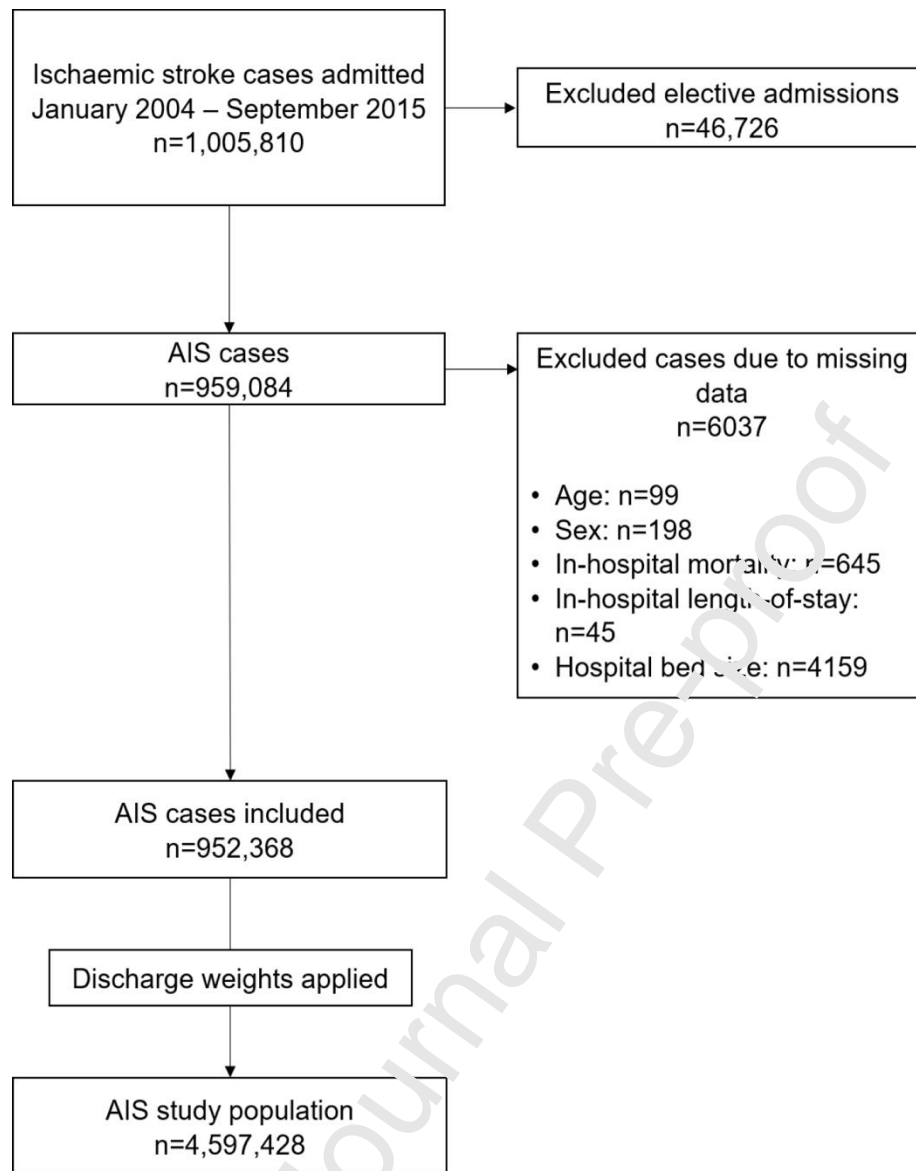 Ischaemic stroke cases admitted
January 2004 – September 2015
n=1,005,810
Excluded elective admissions
n=46,726
AIS cases
n=959,084
Excluded cases due to missing
data
n=6037
• Age: n=99
• Sex: n=198
• In-hospital mortality: n=645
• In-hospital length-of-stay:
n=45
• Hospital bed size: n=4159
AIS cases included
n=952,368
Discharge weights applied
AIS study population
n=4,597,428
Journal Pre-proof